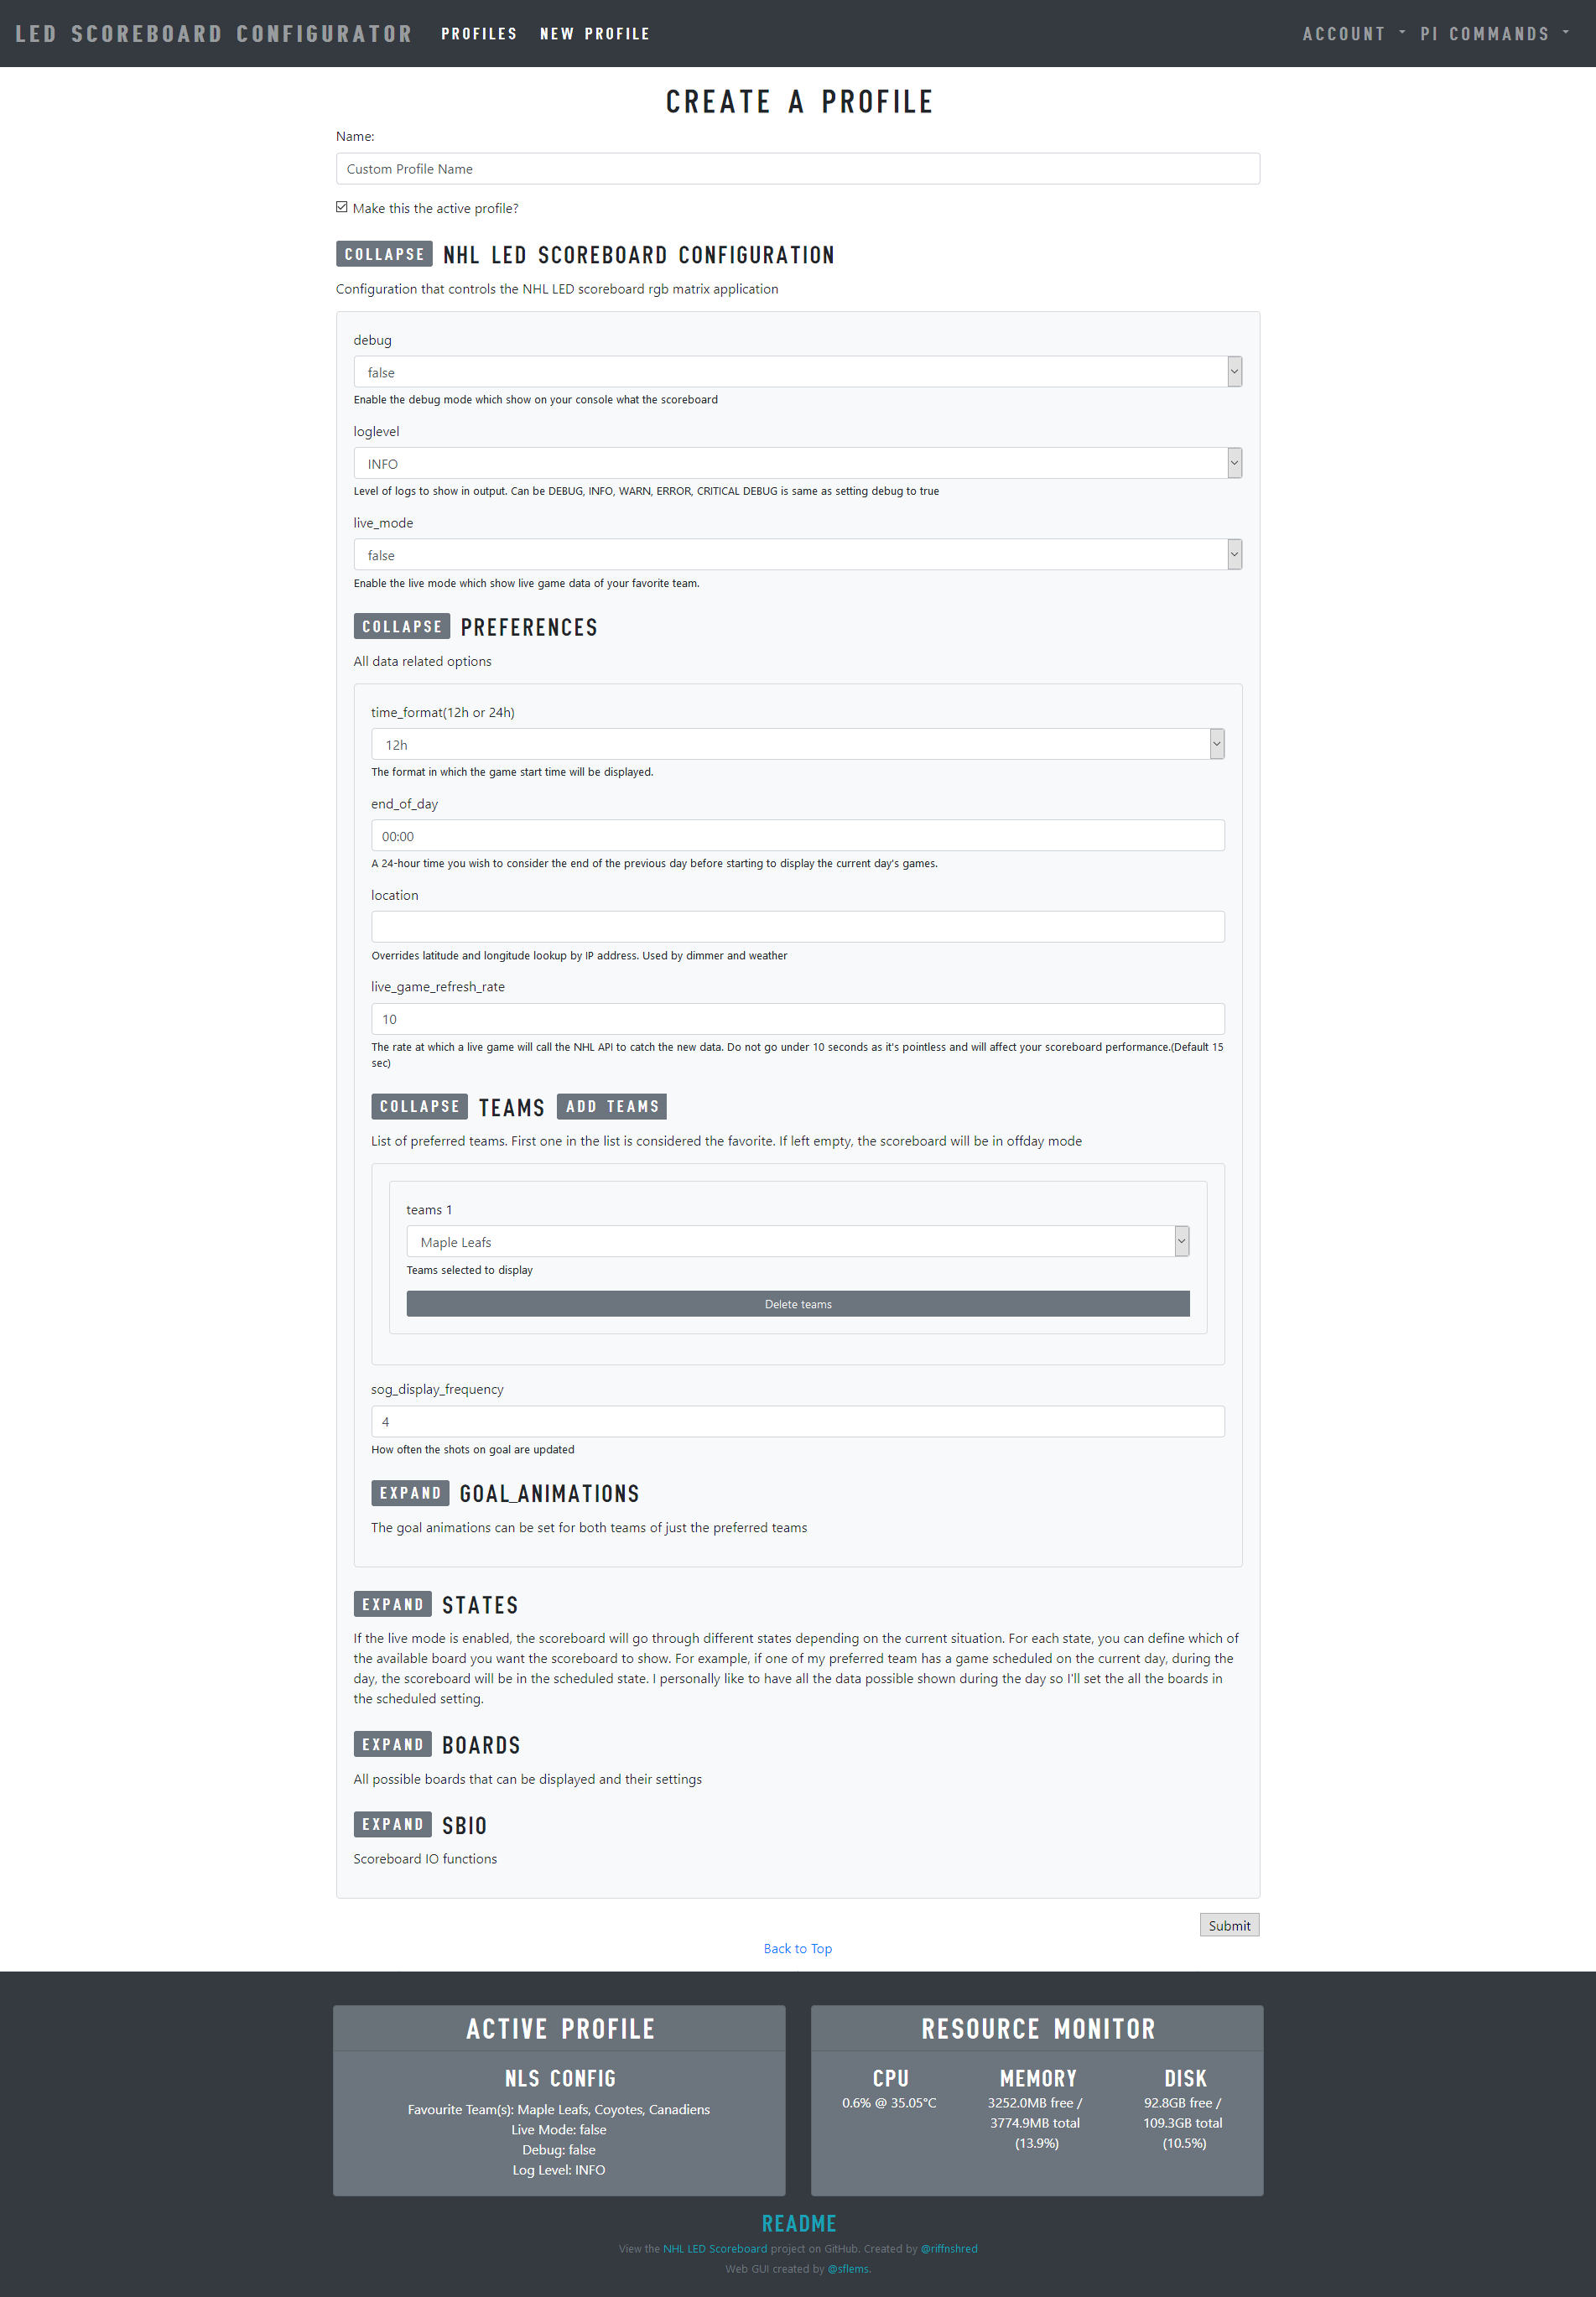 LED SCOREBOARD CONFIGURATOR PROFILES NEW PROFILE ACCOUNT PI COMMANDS
CREATE A PROFILE
Name:
Custom Profile Name
Make this the active profile?
COLLAPSE NHL LED SCOREBOARD CONFIGURATION
Configuration that controls the NHL LED scoreboard rgb matrix application
debug
false
Enable the debug mode which show on your console what the scoreboard
loglevel
INFO
Level of logs to show in output. Can be DEBUG, INFO, WARN, ERROR, CRITICAL DEBUG is same as setting debug to true
live_mode
false
Enable the live mode which show live game data of your favorite team.
COLLAPSE PREFERENCES
All data related options
time_format(12h or 24h)
12h
The format in which the game start time will be displayed.
end_of_day
00:00
A 24-hour time you wish to consider the end of the previous day before starting to display the current day's games.
location
Overrides latitude and longitude lookup by IP address. Used by dimmer and weather
live_game_refresh_rate
10
The rate at which a live game will call the NHL API to catch the new data. Do not go under 10 seconds as it's pointless and will affect your scoreboard performance.(Default 15
sec)
COLLAPSE TEAMS ADD TEAMS
List of preferred teams. First one in the list is considered the favorite. If left empty, the scoreboard will be in offday mode
teams 1
Maple Leafs
Teams selected to display
Delete teams
sog_display_frequency
4
How often the shots on goal are updated
EXPAND GOAL_ANIMATIONS
The goal animations can be set for both teams of just the preferred teams
EXPAND STATES
If the live mode is enabled, the scoreboard will go through different states depending on the current situation. For each state, you can define which of
the available board you want the scoreboard to show. For example, if one of my preferred team has a game scheduled on the current day, during the
day, the scoreboard will be in the scheduled state. I personally like to have all the data possible shown during the day so I'll set the all the boards in
the scheduled setting.
EXPAND BOARDS
All possible boards that can be displayed and their settings
EXPAND SBIO
Scoreboard IO functions
Submit
Back to Top
ACTIVE PROFILE
NLS CONFIG
Favourite Team(s): Maple Leafs, Coyotes, Canadiens
Live Mode: false
Debug: false
Log Level: INFO
RESOURCE MONITOR
CPU
0.6% @ 35.05°C
MEMORY
3252.0MB free /
3774.9MB total
(13.9%)
DISK
92.8GB free /
109.3GB total
(10.5%)
README
View the NHL LED Scoreboard project on GitHub. Created by @riffnshred
Web GUI created by @sflems.